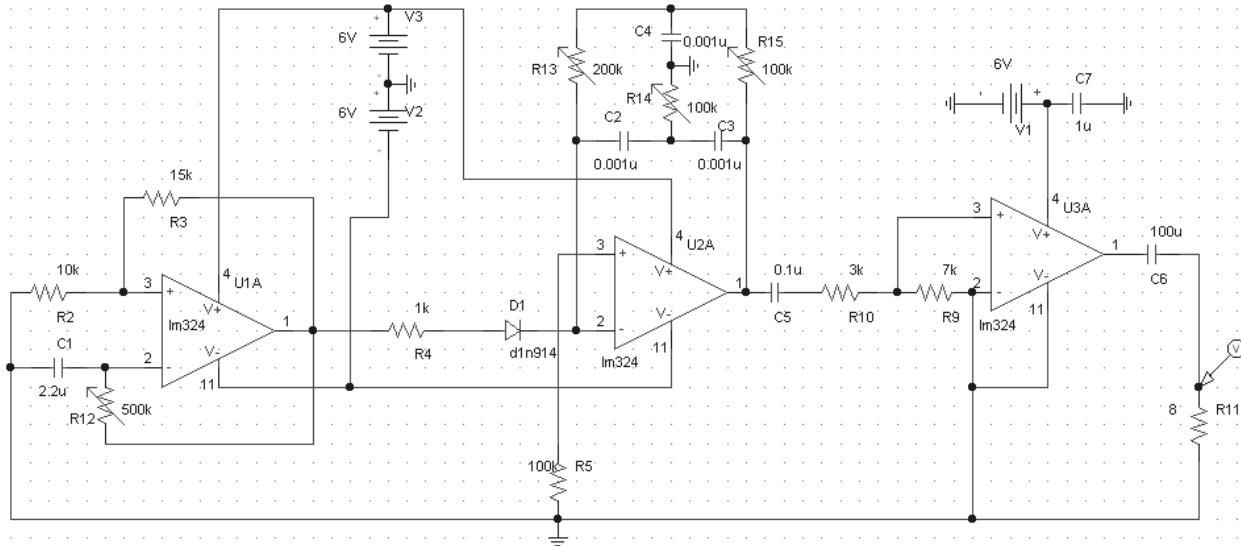 V3
6V
6V
V2
C4
0.001u
R15
R13
200k
100k
R14
100k
C2
C3
0.001u
0.001u
6V
- +
C7
V1
1u
15k
R3
10k
R2
3
+
4
U1A
V+
lm324
1
V-
2
-
11
C1
2.2u
R12
500k
1k
R4
D1
d1n914
3
+
4
U2A
V+
1
V-
2
-
11
lm324
100k
R5
0.1u
C5
3k
R10
7k
R9
3
+
4
U3A
V+
1
V-
2
-
11
lm324
100u
C6
V
8
R11